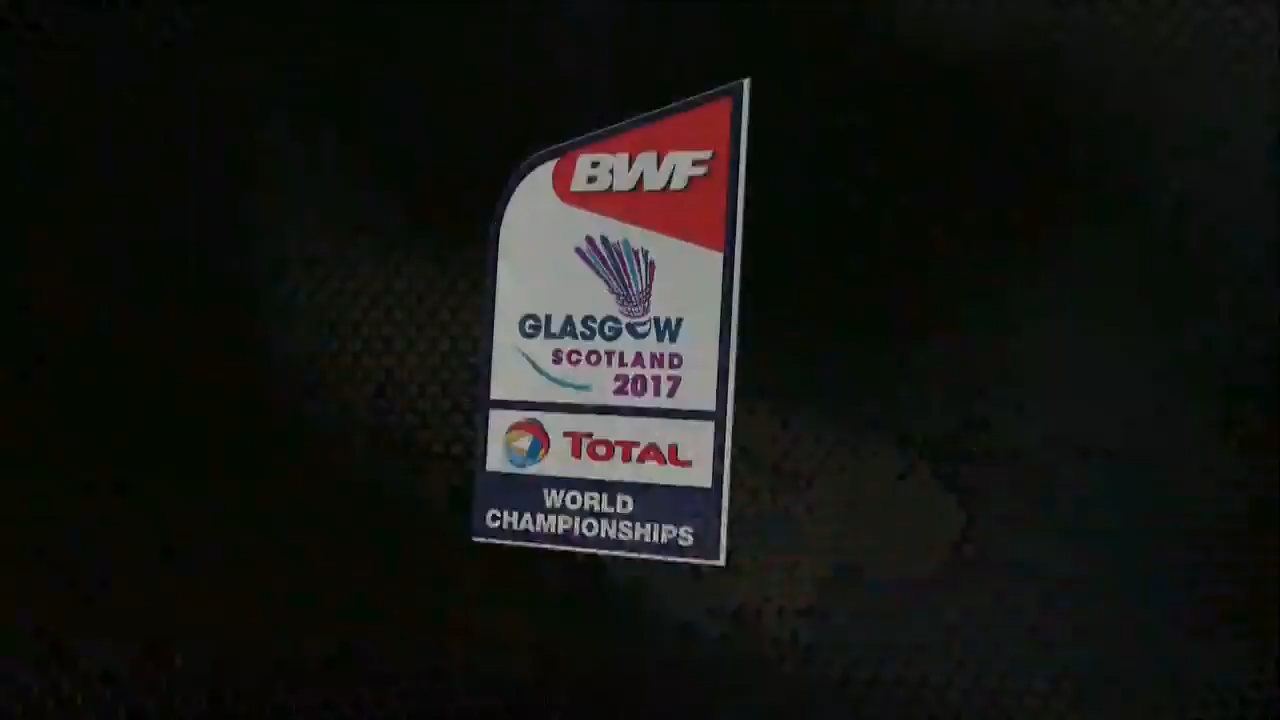 BWF
GLASGOW
SCOTLAND
2017
TOTAL
WORLD
CHAMPIONSHIPS